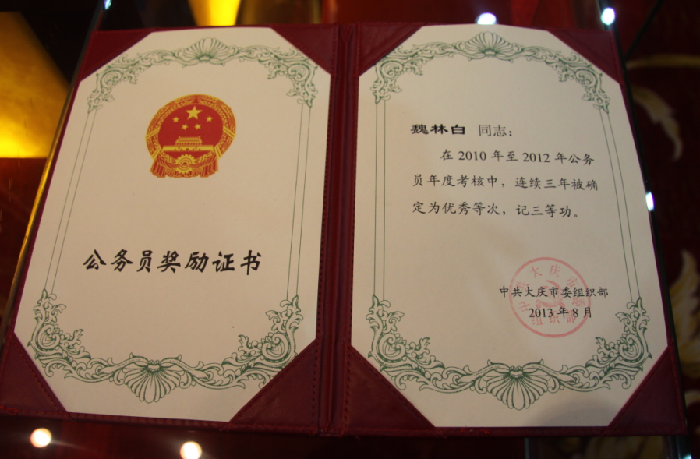 公务员奖励证书
魏林白 同志：
在2010年至2012年公务
员年度考核中，连续三年被确
定为优秀等次，记三等功。
中共大庆市委组织部
2013年8月